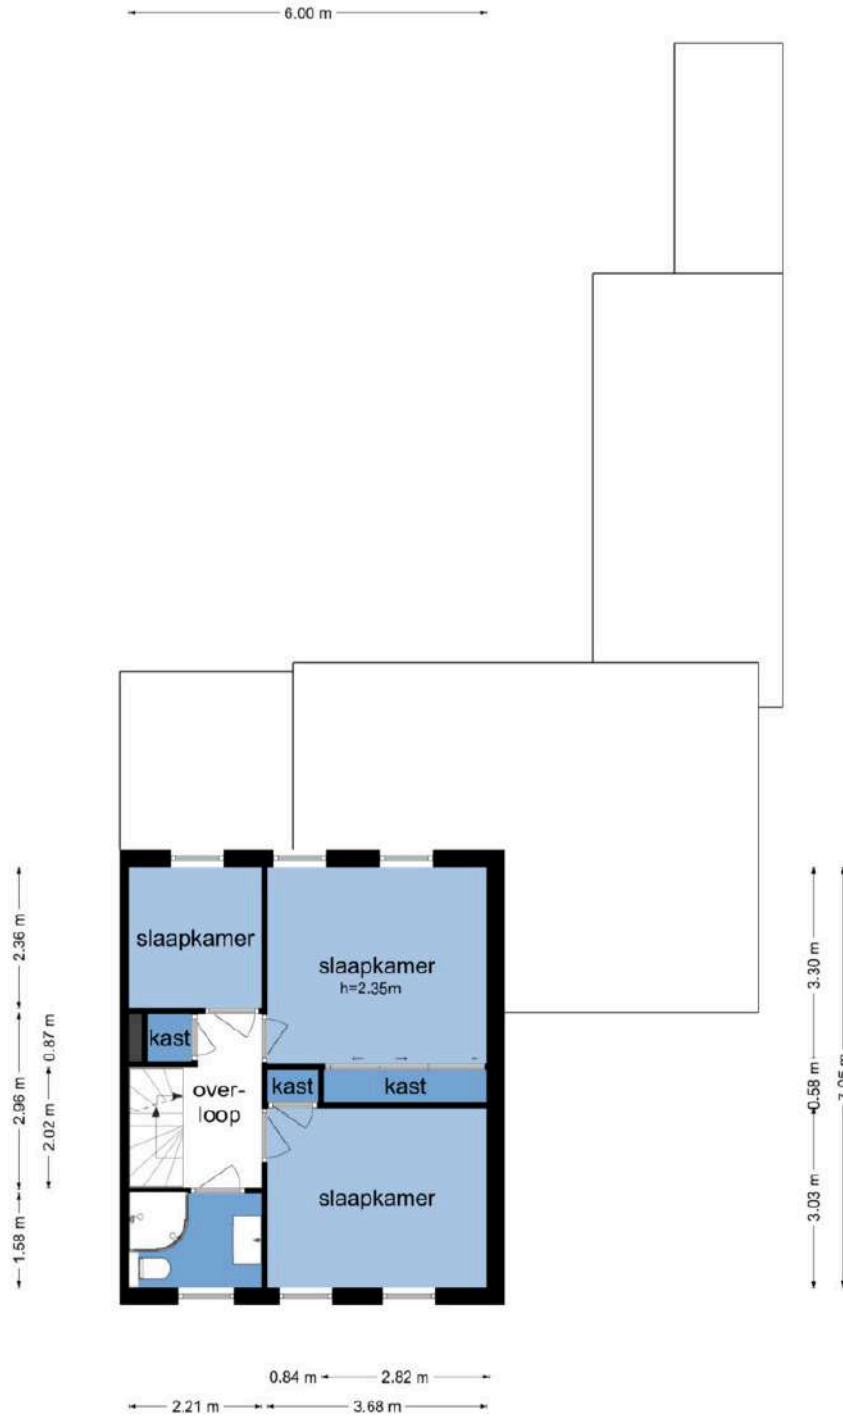 6.00 m
slaapkamer
slaapkamer
h=2.35m
kast
over-
loop
kast
kast
slaapkamer
2.36 m
2.96 m
1.58 m
0.87 m
2.02 m
3.30 m
0.58 m
3.03 m
0.84 m
2.82 m
2.21 m
3.68 m